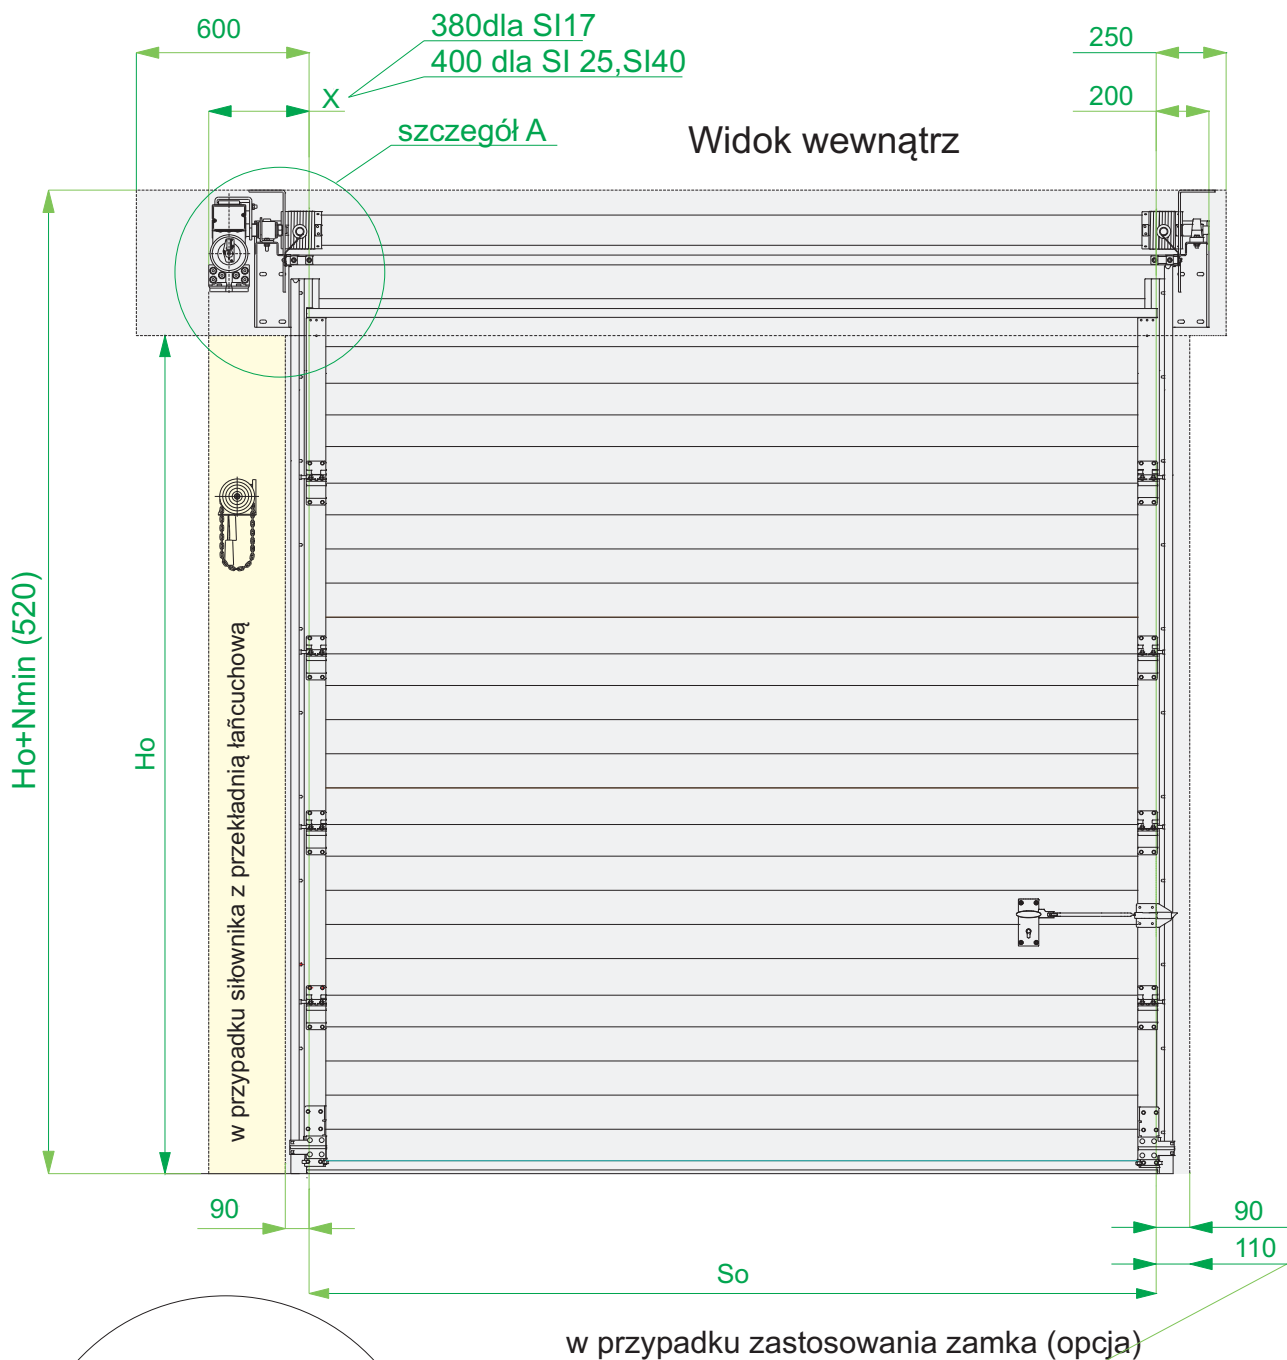 600
380dla SI17
400 dla SI 25,SI40
X
250
200
szczegół A
Widok wewnątrz
Ho+Nmin (520)
Ho
w przypadku siłownika z przekładnią łañcuchową
90
So
90
110
w przypadku zastosowania zamka (opcja)